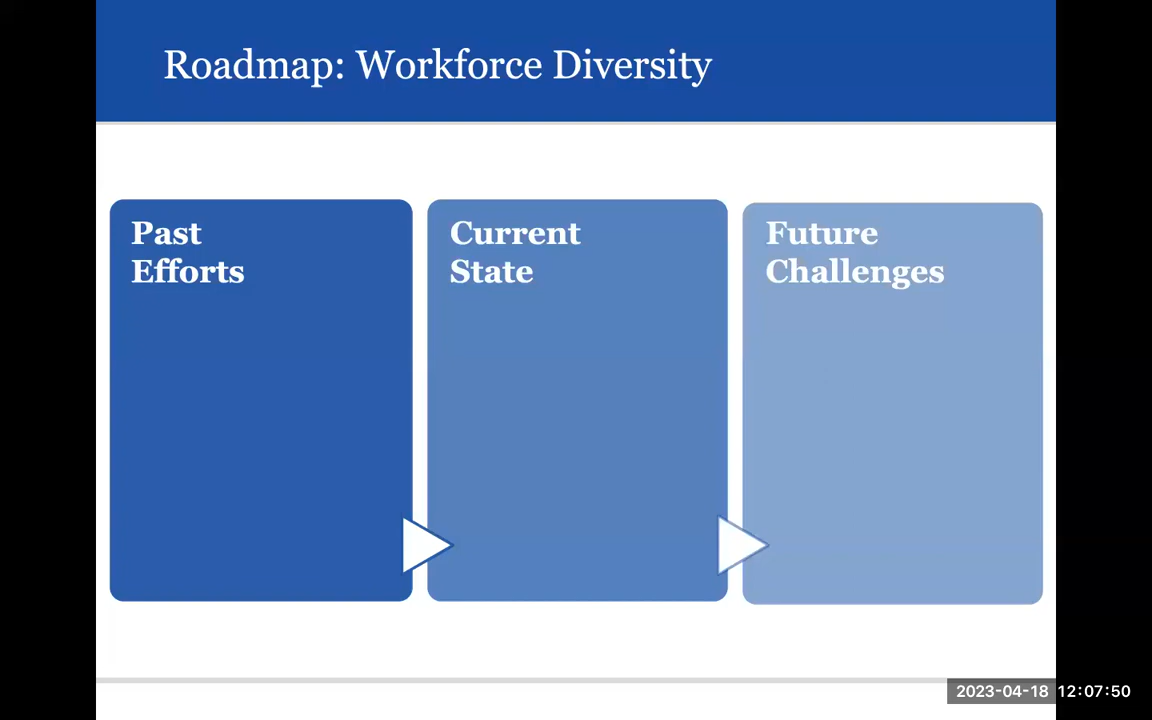 Roadmap: Workforce Diversity
Past
Efforts
Current
State
Future
Challenges
2023-04-18 12:07:50